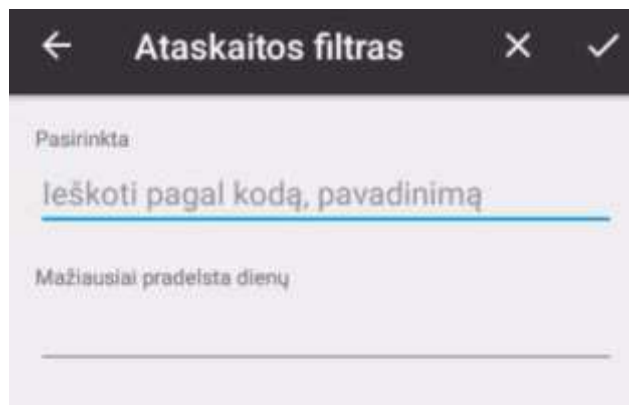 Ataskaitos filtras
Pasirinkta
Ieškoti pagal kodą, pavadinimą
Mažiausiai pradelsta dienų